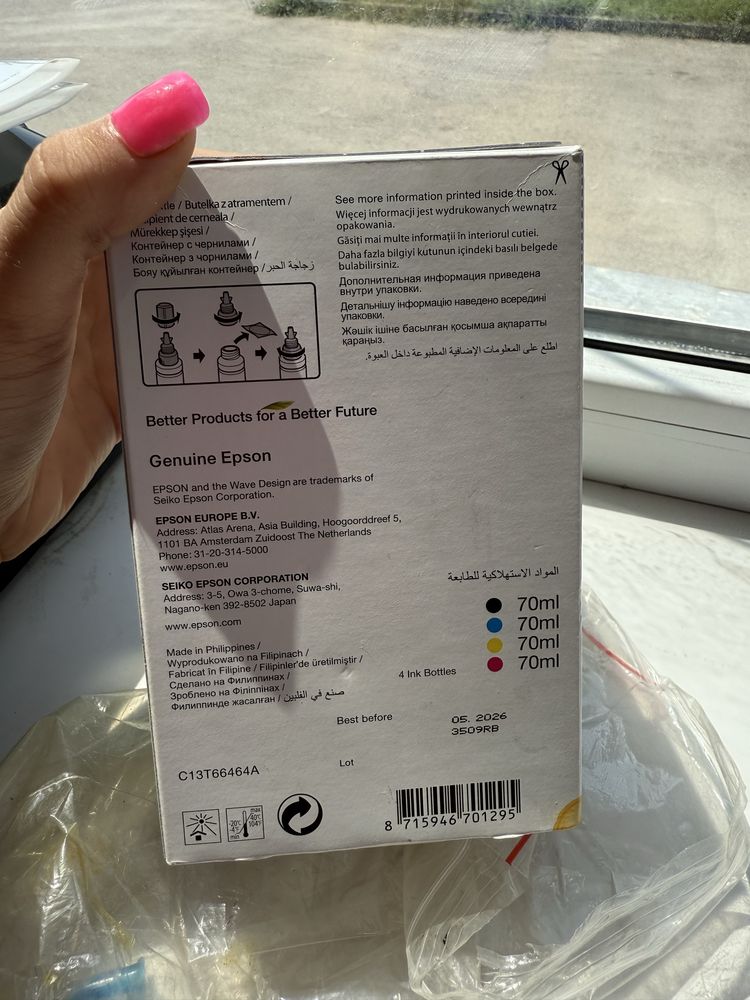 Butelka z atramentem /
de cerneala /
Mürekkep şişesi /
Контейнер с чернилами /
Контейнер з чорнилами /
Бояу құйылған контейнер / زجاجة الحبر
See more information printed inside the box.
Więcej informacji jest wydrukowanych wewnątrz
opakowania.
Găsiți mai multe informații în interiorul cutiei.
Daha fazla bilgiyi kutunun içindeki basılı belgede
bulabilirsiniz.
Дополнительная информация приведена
внутри упаковки.
Детальнішу інформацію наведено всередині
упаковки.
Жәшік ішіне басылған қосымша ақпаратты
қараңыз.
اطلع على المعلومات الإضافية المطبوعة داخل العبوة.
Better Products for a Better Future
Genuine Epson
EPSON and the Wave Design are trademarks of
Seiko Epson Corporation.
EPSON EUROPE B.V.
Address: Atlas Arena, Asia Building, Hoogoorddreef 5,
1101 BA Amsterdam Zuidoost The Netherlands
Phone: 31-20-314-5000
www.epson.eu
SEIKO EPSON CORPORATION
Address: 3-5, Owa 3-chome, Suwa-shi,
Nagano-ken 392-8502 Japan
www.epson.com
المواد الاستهلاكية للطابعة
70ml
70ml
70ml
70ml
4 Ink Bottles
Made in Philippines /
Wyprodukowano na Filipinach /
Fabricat în Filipine / Filipinler'de üretilmiştir /
Сделано на Филиппинах /
Зроблено на Філіппінах /
Филиппинде жасалған / صنع في الفلبين
Best before
05. 2026
3509RB
Lot
C13T66464A
-20°C
-4°F
min
max
40°C
104°F
8 715946 701295